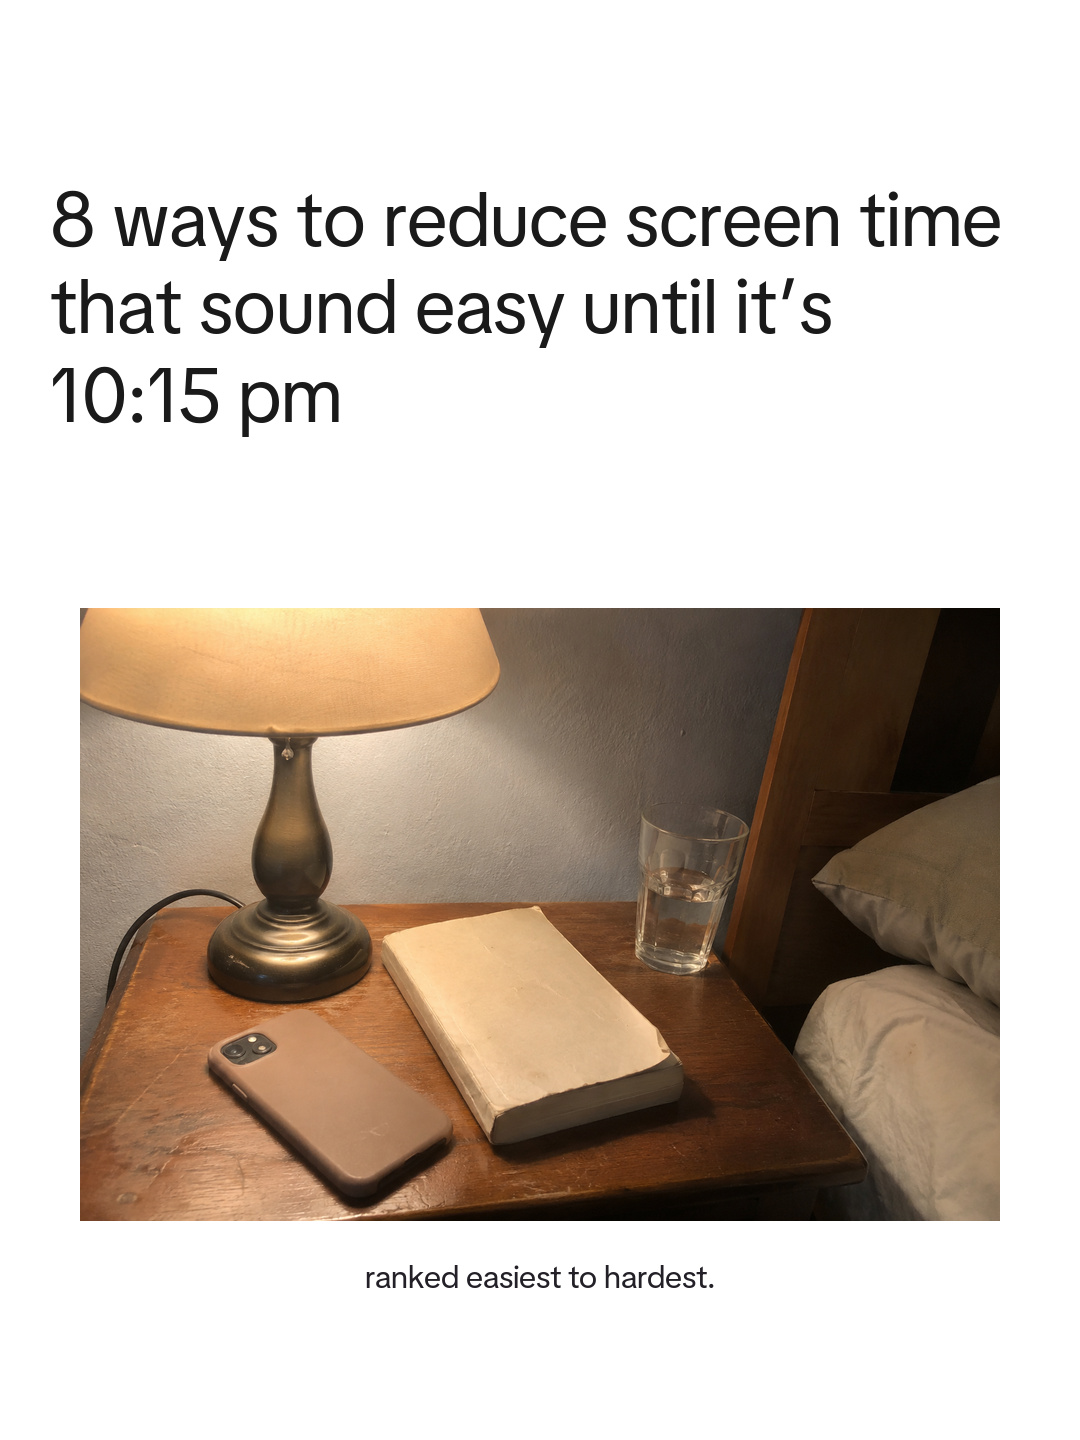 8 ways to reduce screen time
that sound easy until it’s
10:15 pm
ranked easiest to hardest.